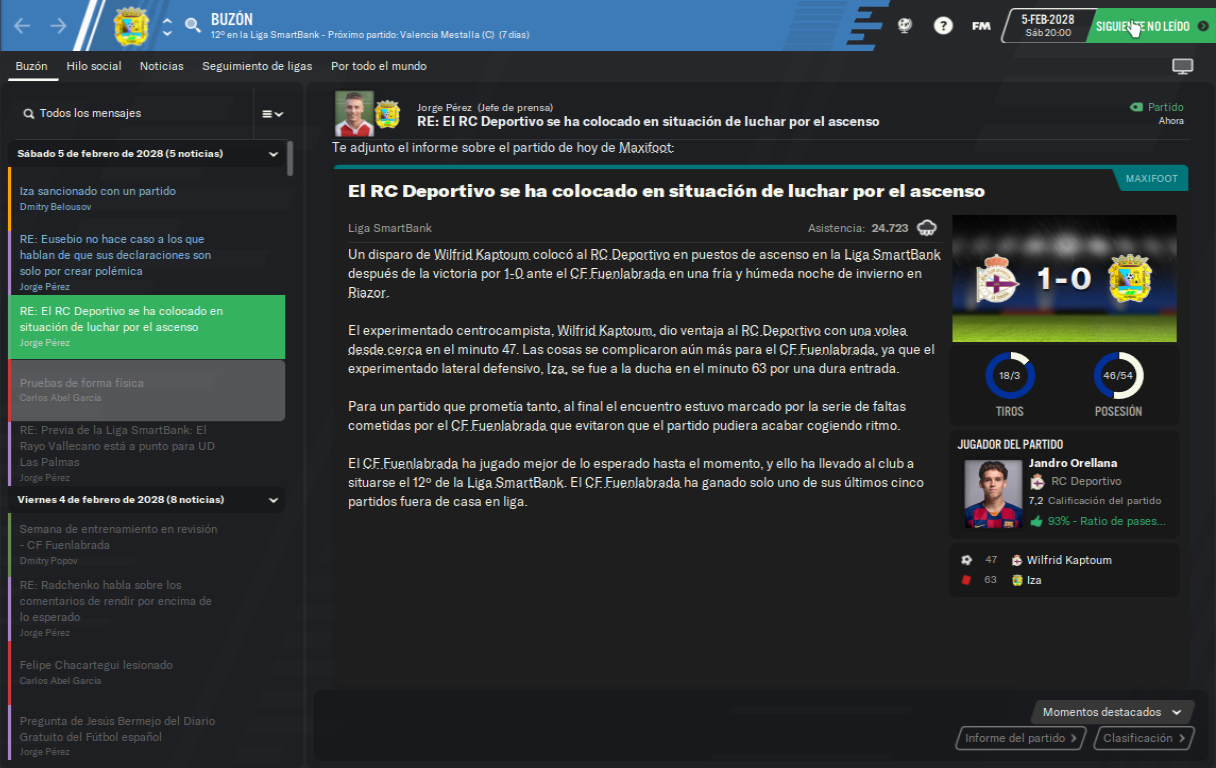 BUZÓN
12º en la Liga SmartBank - Próximo partido: Valencia Mestalla (C) (7 días)
?
FM
5-FEB-2028
Sáb 20:00
SIGUIENTE NO LEÍDO
Buzón
Hilo social
Noticias
Seguimiento de ligas
Por todo el mundo
Todos los mensajes
Sábado 5 de febrero de 2028 (5 noticias)
Iza sancionado con un partido
Dmitry Belousov
RE: Eusebio no hace caso a los que
hablan de que sus declaraciones son
solo por crear polémica
Jorge Pérez
RE: El RC Deportivo se ha colocado en
situación de luchar por el ascenso
Jorge Pérez
Pruebas de forma física
Carlos Abel García
RE: Previa de la Liga SmartBank: El
Rayo Vallecano está a punto para UD
Las Palmas
Jorge Pérez
Viernes 4 de febrero de 2028 (8 noticias)
Semana de entrenamiento en revisión
- CF Fuenlabrada
Dmitry Popov
RE: Radchenko habla sobre los
comentarios de rendir por encima de
lo esperado
Jorge Pérez
Felipe Chacartegui lesionado
Carlos Abel García
Pregunta de Jesús Bermejo del Diario
Gratuito del Fútbol español
Jorge Pérez
Jorge Pérez (Jefe de prensa)
RE: El RC Deportivo se ha colocado en situación de luchar por el ascenso
Partido
Ahora
Te adjunto el informe sobre el partido de hoy de Maxifoot:
MAXIFOOT
El RC Deportivo se ha colocado en situación de luchar por el ascenso
Liga SmartBank
Asistencia: 24.723
Un disparo de Wilfrid Kaptoum colocó al RC Deportivo en puestos de ascenso en la Liga SmartBank
después de la victoria por 1-0 ante el CF Fuenlabrada en una fría y húmeda noche de invierno en
Riazor.
El experimentado centrocampista, Wilfrid Kaptoum, dio ventaja al RC Deportivo con una volea
desde cerca en el minuto 47. Las cosas se complicaron aún más para el CF Fuenlabrada, ya que el
experimentado lateral defensivo, Iza, se fue a la ducha en el minuto 63 por una dura entrada.
Para un partido que prometía tanto, al final el encuentro estuvo marcado por la serie de faltas
cometidas por el CF Fuenlabrada que evitaron que el partido pudiera acabar cogiendo ritmo.
El CF Fuenlabrada ha jugado mejor de lo esperado hasta el momento, y ello ha llevado al club a
situarse el 12º de la Liga SmartBank. El CF Fuenlabrada ha ganado solo uno de sus últimos cinco
partidos fuera de casa en liga.
1-0
18/3
46/54
TIROS
POSESIÓN
JUGADOR DEL PARTIDO
Jandro Orellana
RC Deportivo
7,2 Calificación del partido
93% - Ratio de pases...
47 Wilfrid Kaptoum
63 Iza
Momentos destacados
Informe del partido
Clasificación